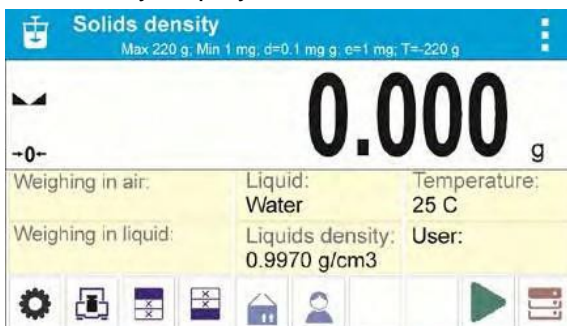 Solids density
Max 220 g; Min 1 mg; d=0.1 mg g; e=1 mg; T=-220 g
0.000 g
→0←
Weighing in air: Liquid: Temperature:
Water 25 C
Weighing in liquid: Liquids density: User:
0.9970 g/cm3